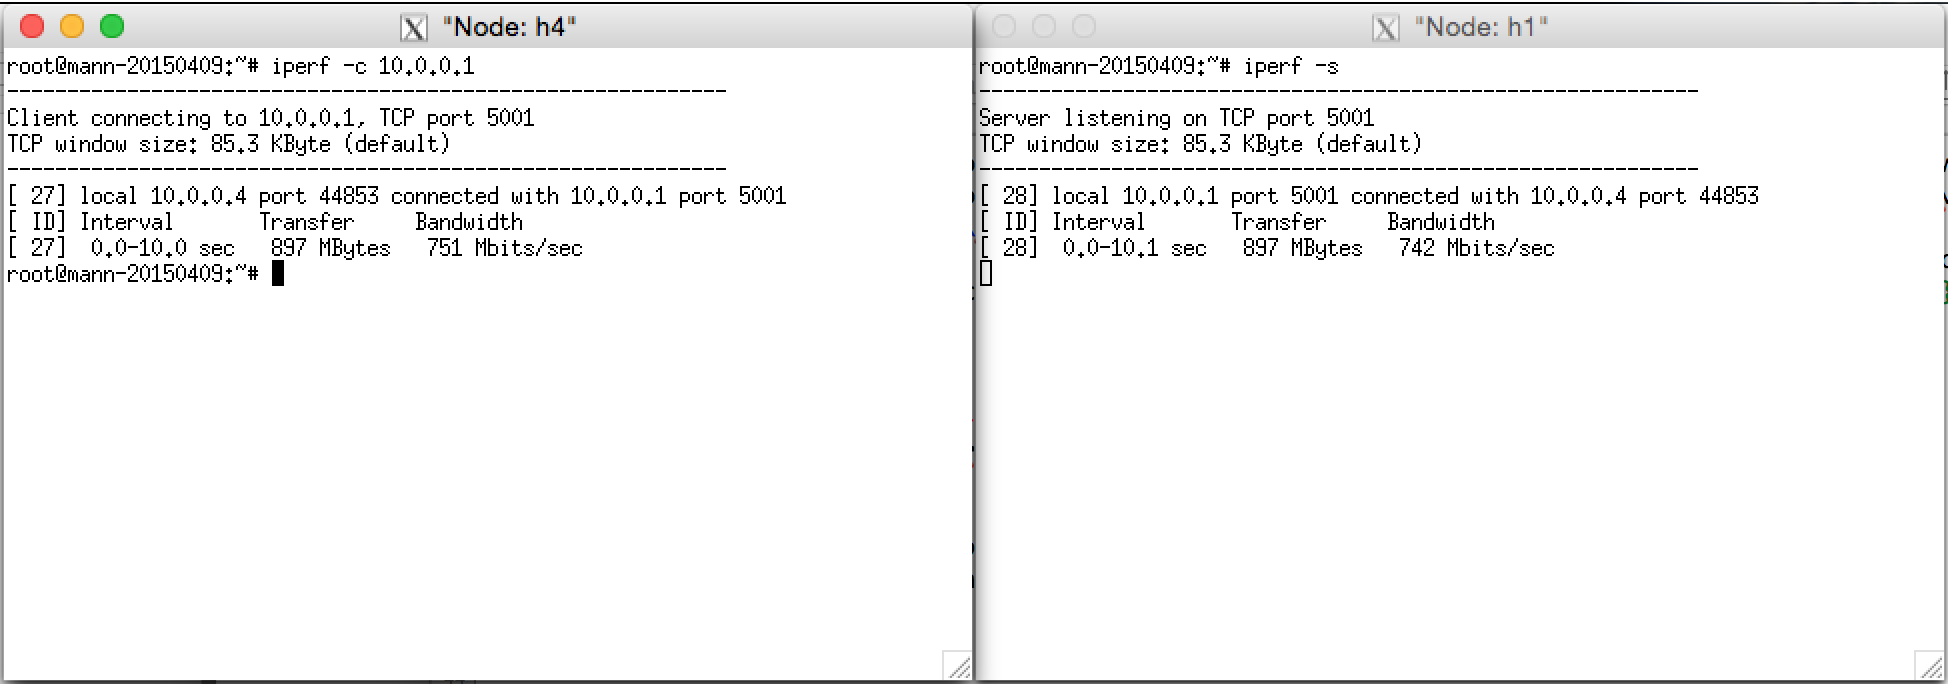 "Node: h4"
root@mann-20150409:~# iperf -c 10.0.0.1
------------------------------------------------------------
Client connecting to 10.0.0.1, TCP port 5001
TCP window size: 85.3 KByte (default)
------------------------------------------------------------
[ 27] local 10.0.0.4 port 44853 connected with 10.0.0.1 port 5001
[ ID] Interval       Transfer     Bandwidth
[ 27]  0.0-10.0 sec   897 MBytes   751 Mbits/sec
root@mann-20150409:~#
"Node: h1"
root@mann-20150409:~# iperf -s
------------------------------------------------------------
Server listening on TCP port 5001
TCP window size: 85.3 KByte (default)
------------------------------------------------------------
[ 28] local 10.0.0.1 port 5001 connected with 10.0.0.4 port 44853
[ ID] Interval       Transfer     Bandwidth
[ 28]  0.0-10.1 sec   897 MBytes   742 Mbits/sec